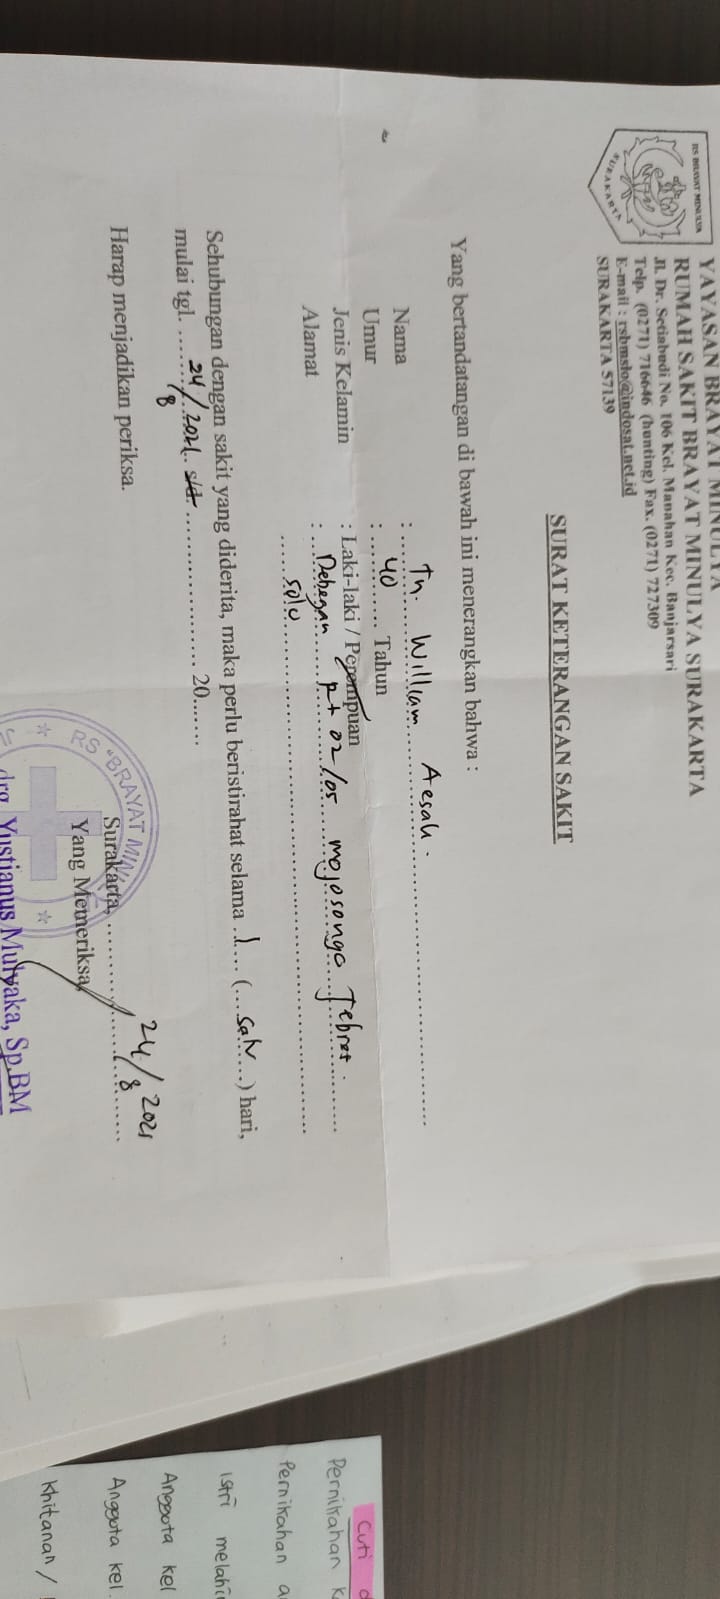 RS BRAYAT MINULYA
SURAKARTA
YAYASAN BRAYAT MINULYA
RUMAH SAKIT BRAYAT MINULYA SURAKARTA
Jl. Dr. Setiabudi No. 106 Kel. Manahan Kec. Banjarsari
Telp. (0271) 716646 (hunting) Fax. (0271) 727309
E-mail : rsbmslo@indosat.net.id
SURAKARTA 57139
SURAT KETERANGAN SAKIT
Yang bertandatangan di bawah ini menerangkan bahwa :
Nama : Tn. William Aesah.
Umur : 40 Tahun
Jenis Kelamin : Laki-laki / Perempuan
Alamat : Debegan Rt 02/05 mojosongo Jebres.
solo
Sehubungan dengan sakit yang diderita, maka perlu beristirahat selama 1 (satu) hari,
mulai tgl. 24/8 2021 s/d 20
Harap menjadikan periksa.
Surakarta, 24/8 2021
Yang Memeriksa,
RS "BRAYAT MINU
drg. Yustianus Mulyaka, Sp.BM
Cuti
Pernikahan
Pernikahan
Istri
Anggota kel
Anggota kel.
Khitanan /